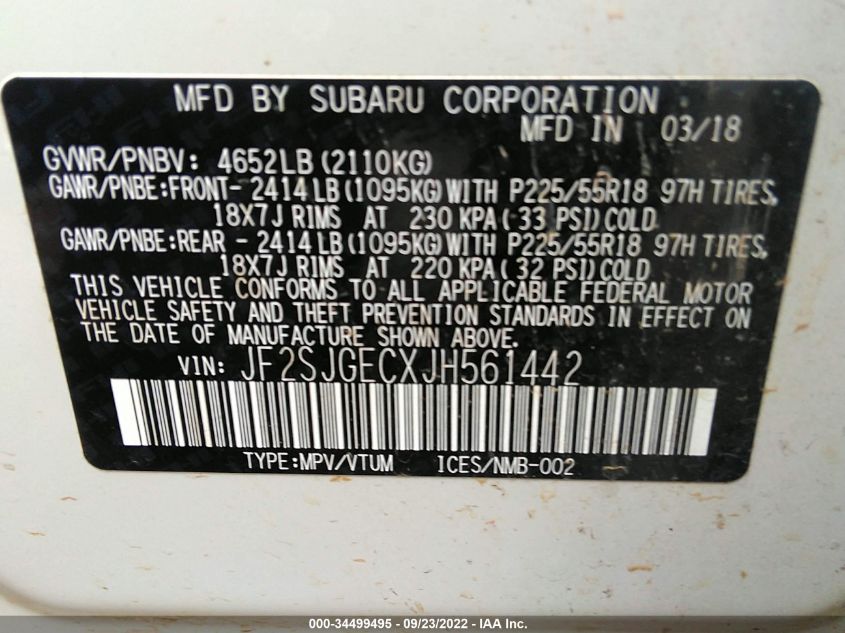 MFD BY SUBARU CORPORATION
MFD IN 03/18
GVWR/PNBV: 4652LB (2110KG)
GAWR/PNBE:FRONT- 2414 LB (1095KG) WITH P225/55R18 97H TIRES,
18X7J RIMS AT 230 KPA ( 33 PSI) COLD
GAWR/PNBE:REAR - 2414 LB (1095KG) WITH P225/55R18 97H TIRES,
18X7J RIMS AT 220 KPA ( 32 PSI) COLD
THIS VEHICLE CONFORMS TO ALL APPLICABLE FEDERAL MOTOR
VEHICLE SAFETY AND THEFT PREVENTION STANDARDS IN EFFECT ON
THE DATE OF MANUFACTURE SHOWN ABOVE.
VIN: JF2SJGECXJH561442
TYPE:MPV/VTUM ICES/NMB-002
000-34499495 - 09/23/2022 - IAA Inc.